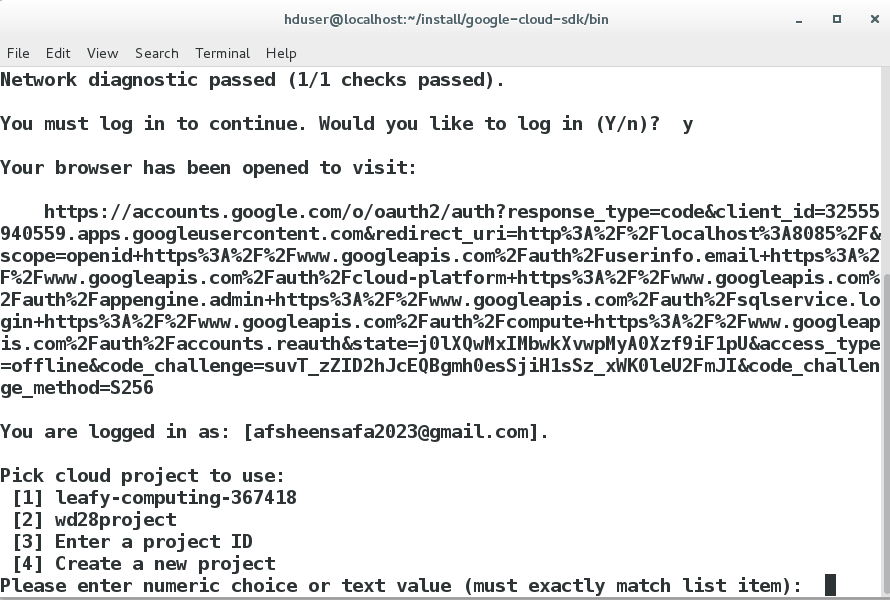 hduser@localhost:~/install/google-cloud-sdk/bin
File Edit View Search Terminal Help
Network diagnostic passed (1/1 checks passed).
You must log in to continue. Would you like to log in (Y/n)?  y
Your browser has been opened to visit:
https://accounts.google.com/o/oauth2/auth?response_type=code&client_id=32555
940559.apps.googleusercontent.com&redirect_uri=http%3A%2F%2Flocalhost%3A8085%2F&
scope=openid+https%3A%2F%2Fwww.googleapis.com%2Fauth%2Fuserinfo.email+https%3A%2
F%2Fwww.googleapis.com%2Fauth%2Fcloud-platform+https%3A%2F%2Fwww.googleapis.com%
2Fauth%2Fappengine.admin+https%3A%2F%2Fwww.googleapis.com%2Fauth%2Fsqlservice.lo
gin+https%3A%2F%2Fwww.googleapis.com%2Fauth%2Fcompute+https%3A%2F%2Fwww.googleap
is.com%2Fauth%2Faccounts.reauth&state=j0lXQwMxIMbwkXvwpMyA0Xzf9iF1pU&access_type
=offline&code_challenge=suvT_zZID2hJcEQBgmh0esSjiH1sSz_xWK0leU2FmJI&code_challen
ge_method=S256
You are logged in as: [afsheensafa2023@gmail.com].
Pick cloud project to use:
[1] leafy-computing-367418
[2] wd28project
[3] Enter a project ID
[4] Create a new project
Please enter numeric choice or text value (must exactly match list item):